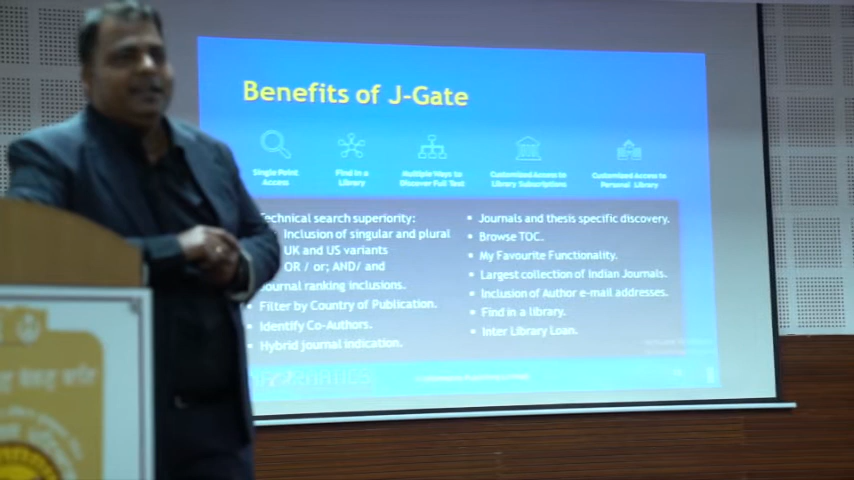 Benefits of J-Gate
Single Point
Access
Find in a
Library
Multiple Ways to
Discover Full Text
Customized Access to
Library Subscriptions
Customized Access to
Personal Library
Technical search superiority:
Inclusion of singular and plural
UK and US variants
OR / or; AND/ and
Journal ranking inclusions.
Filter by Country of Publication.
Identify Co-Authors.
Hybrid journal indication.
Journals and thesis specific discovery.
Browse TOC.
My Favourite Functionality.
Largest collection of Indian Journals.
Inclusion of Author e-mail addresses.
Find in a library.
Inter Library Loan.